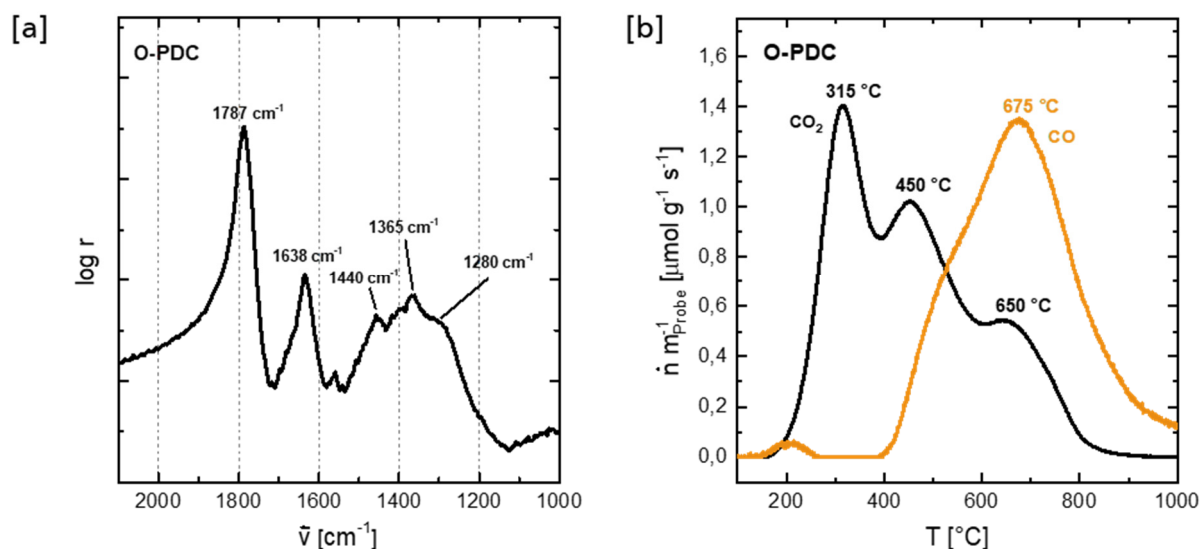 [a]
O-PDC
1787 cm⁻¹
1638 cm⁻¹
1440 cm⁻¹
1365 cm⁻¹
1280 cm⁻¹
log r
2000 1800 1600 1400 1200 1000
ṽ [cm⁻¹]
[b]
O-PDC
315 °C
CO₂
450 °C
650 °C
675 °C
CO
1,6
1,4
1,2
1,0
0,8
0,6
0,4
0,2
0,0
ṅ m⁻¹Probe [µmol g⁻¹ s⁻¹]
200 400 600 800 1000
T [°C]